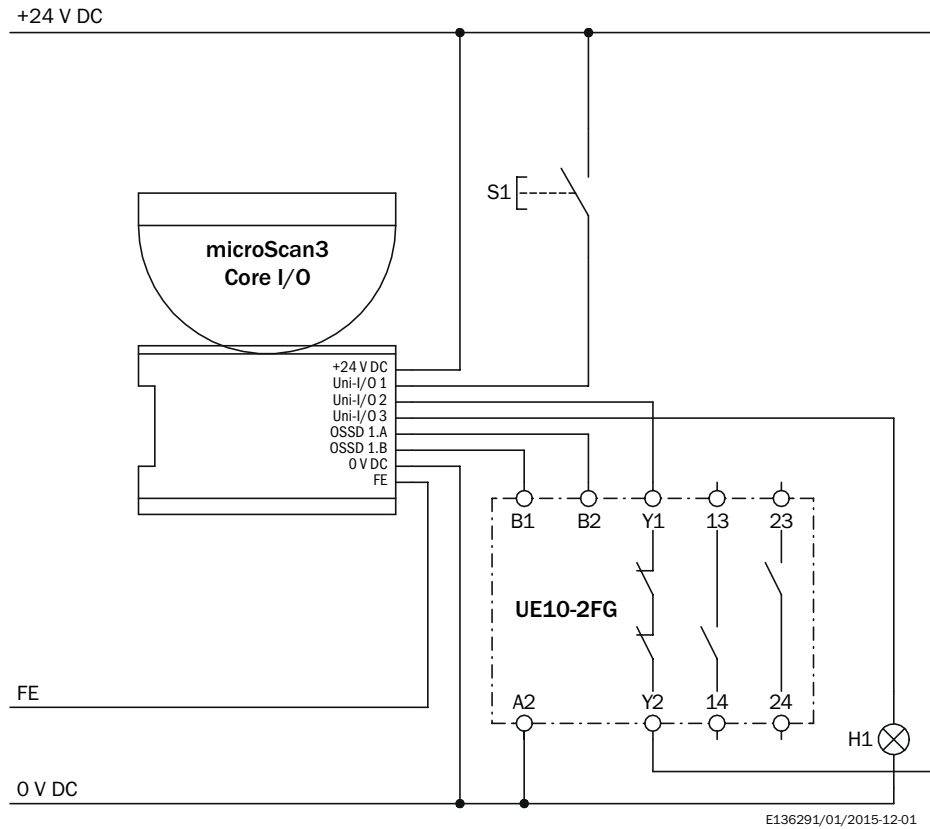 +24 V DC
S1
microScan3
Core I/O
+24 V DC
Uni-I/O 1
Uni-I/O 2
Uni-I/O 3
OSSD 1.A
OSSD 1.B
0 V DC
FE
B1 B2 Y1 13 23
UE10-2FG
FE
A2 Y2 14 24
H1
0 V DC
E136291/01/2015-12-01